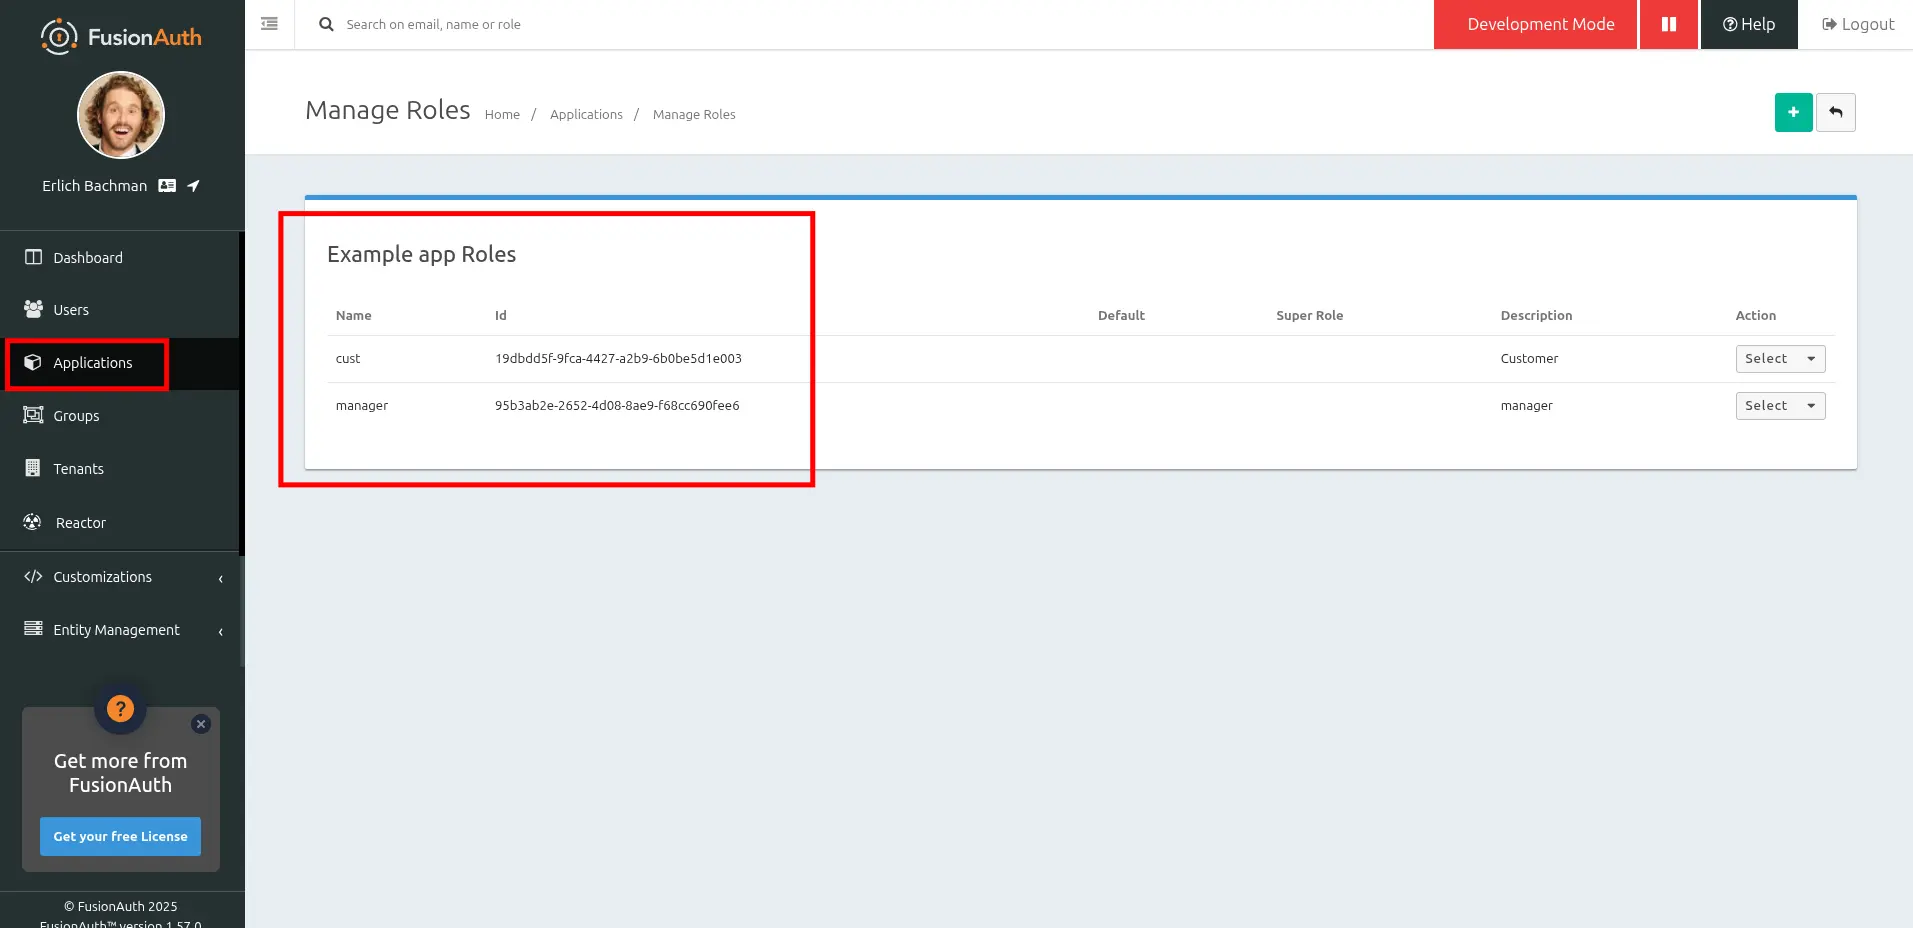 FusionAuth
Search on email, name or role
Development Mode
Help
Logout
Erlich Bachman
Dashboard
Users
Applications
Groups
Tenants
Reactor
Customizations
Entity Management
?
Get more from
FusionAuth
Get your free License
© FusionAuth 2025
FusionAuth™ version 1.57.0
Manage Roles Home / Applications / Manage Roles
Example app Roles
Name Id Default Super Role Description Action
cust 19dbdd5f-9fca-4427-a2b9-6b0be5d1e003 Customer Select
manager 95b3ab2e-2652-4d08-8ae9-f68cc690fee6 manager Select